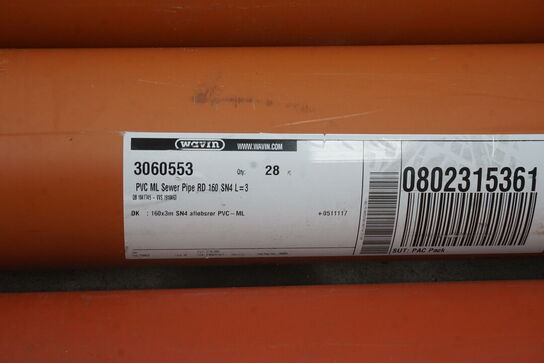 wavin WWW.WAVIN.COM
3060553 Qty: 28
PVC ML Sewer Pipe RD 160 SN4 L=3
DK : 160x3m SN4 afløbsrør PVC-ML +0511117
0802315361
SUT: PAC Pack